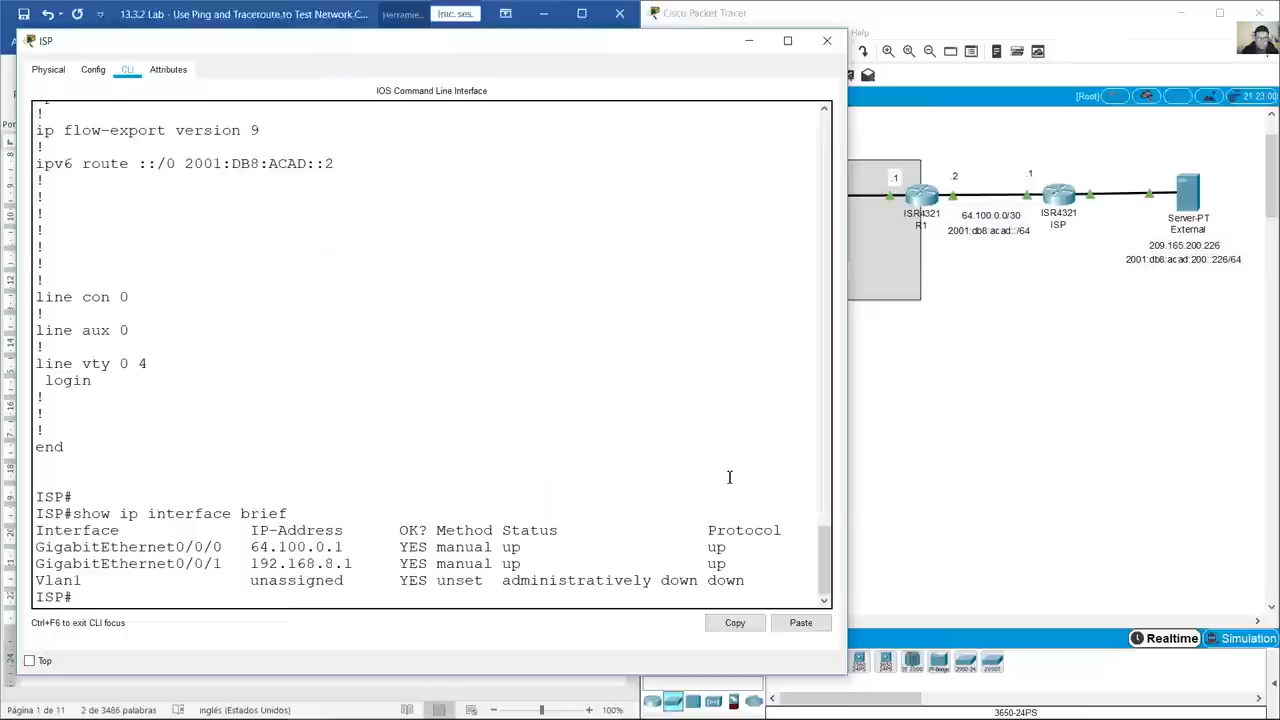 13.3.2 Lab - Use Ping and Traceroute to Test Network C...
Herramie...
Inic. ses...
Cisco Packet Tracer
Help
ISP
Physical
Config
CLI
Attributes
IOS Command Line Interface
!
ip flow-export version 9
!
ipv6 route ::/0 2001:DB8:ACAD::2
!
!
!
!
!
!
!
line con 0
!
line aux 0
!
line vty 0 4
login
!
!
!
end
ISP#
ISP#show ip interface brief
Interface IP-Address OK? Method Status Protocol
GigabitEthernet0/0/0 64.100.0.1 YES manual up up
GigabitEthernet0/0/1 192.168.8.1 YES manual up up
Vlan1 unassigned YES unset administratively down down
ISP#
Ctrl+F6 to exit CLI focus
Copy
Paste
Top
[Root]
21:23:00
.1
.2
.1
ISR4321
R1
64.100.0.0/30
2001:db8:acad::/64
ISR4321
ISP
Server-PT
External
209.165.200.226
2001:db8:acad:200::226/64
Realtime
Simulation
3650-24PS
Página 1 de 1
2 de 3486 palabras
inglés (Estados Unidos)
100%